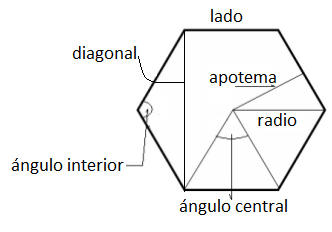 lado
diagonal
apotema
radio
ángulo interior
ángulo central